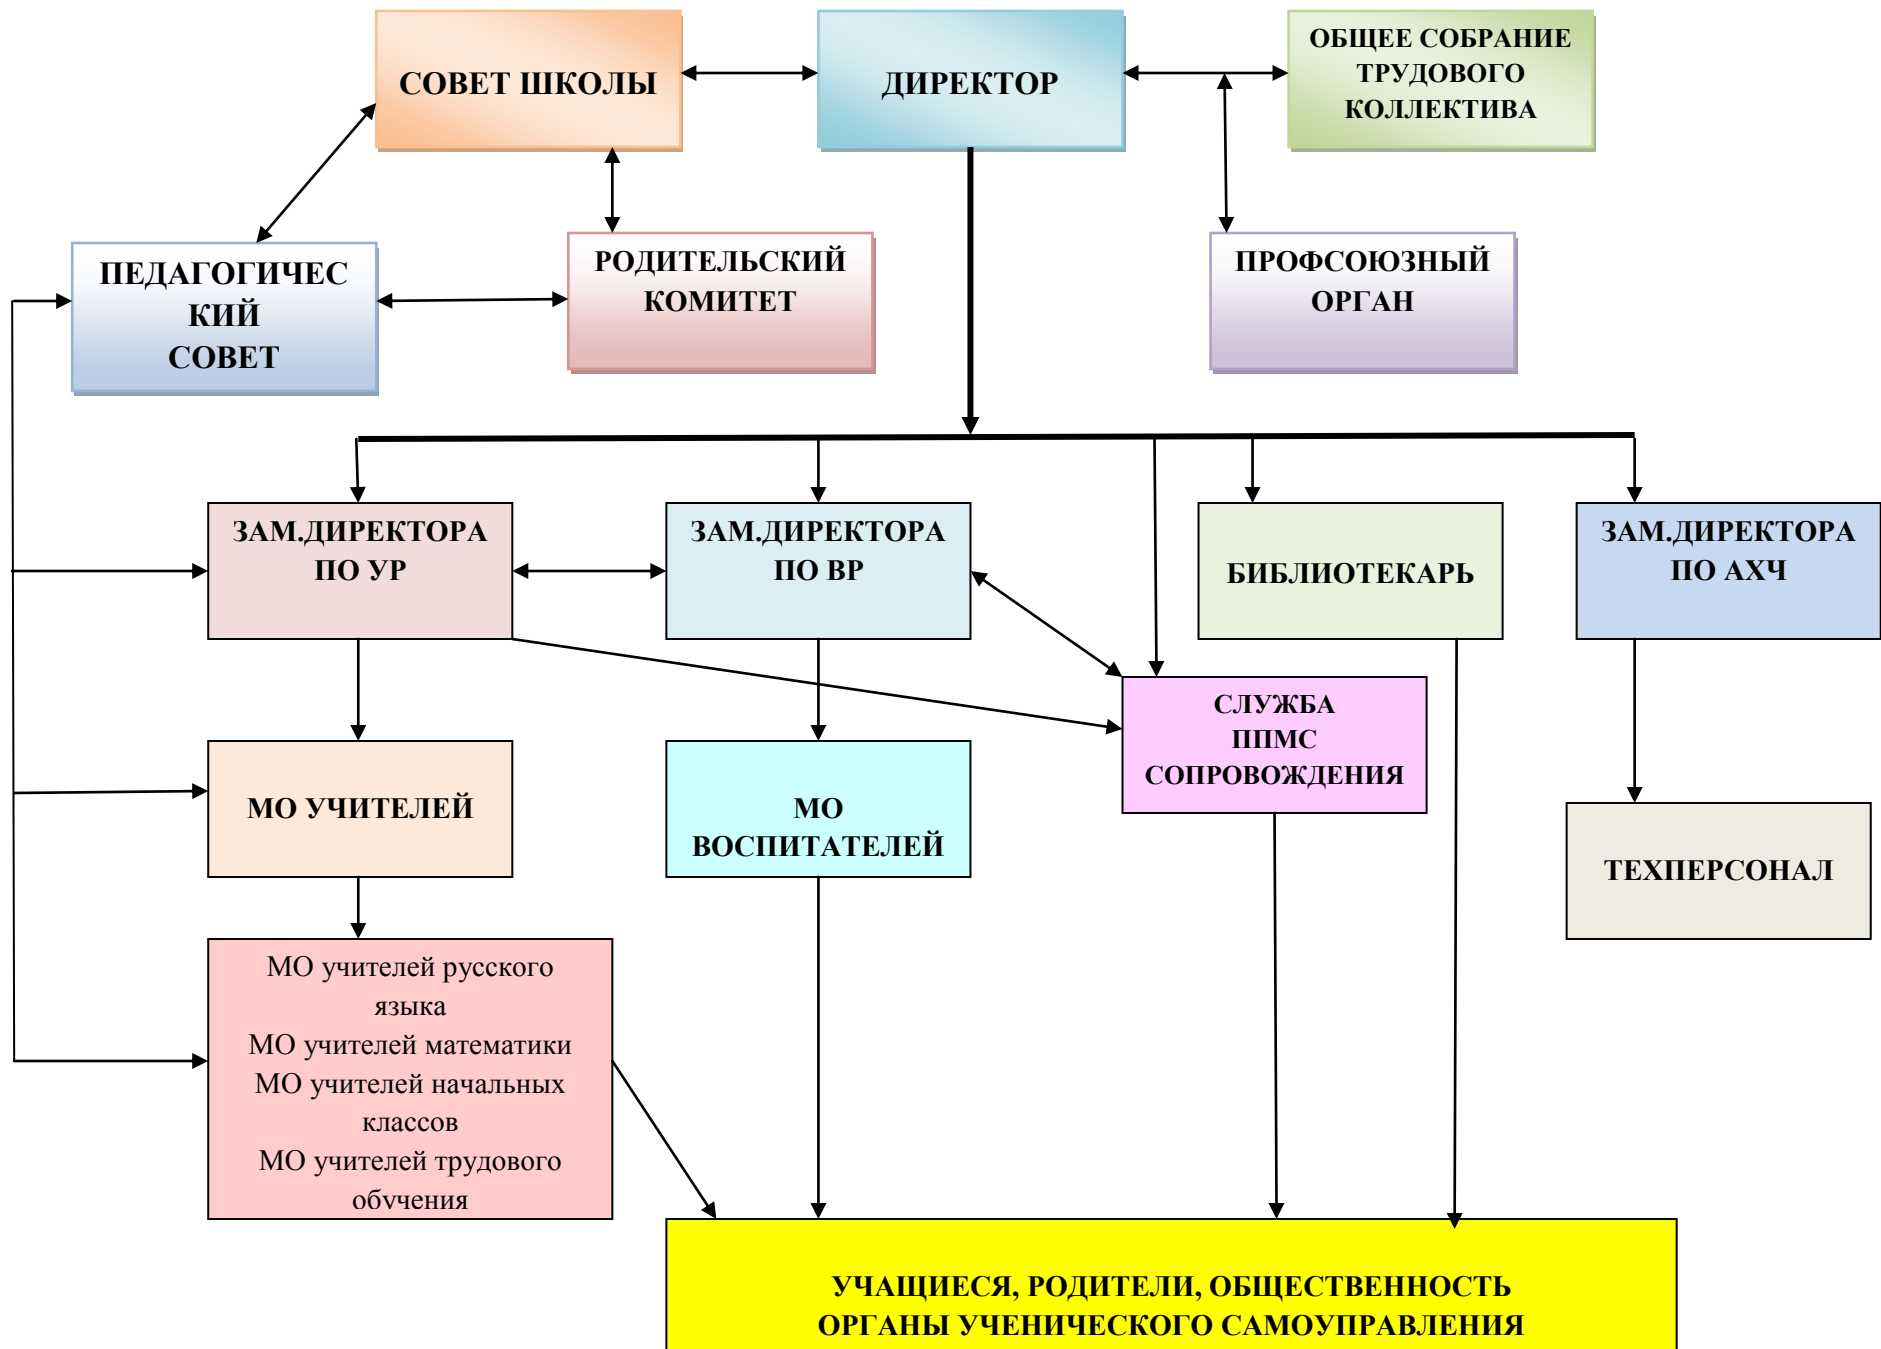 СОВЕТ ШКОЛЫ
ДИРЕКТОР
ОБЩЕЕ СОБРАНИЕ
ТРУДОВОГО
КОЛЛЕКТИВА
ПЕДАГОГИЧЕС
КИЙ
СОВЕТ
РОДИТЕЛЬСКИЙ
КОМИТЕТ
ПРОФСОЮЗНЫЙ
ОРГАН
ЗАМ.ДИРЕКТОРА
ПО УР
ЗАМ.ДИРЕКТОРА
ПО ВР
БИБЛИОТЕКАРЬ
ЗАМ.ДИРЕКТОРА
ПО АХЧ
СЛУЖБА
ППМС
СОПРОВОЖДЕНИЯ
МО УЧИТЕЛЕЙ
МО
ВОСПИТАТЕЛЕЙ
ТЕХПЕРСОНАЛ
МО учителей русского
языка
МО учителей математики
МО учителей начальных
классов
МО учителей трудового
обучения
УЧАЩИЕСЯ, РОДИТЕЛИ, ОБЩЕСТВЕННОСТЬ
ОРГАНЫ УЧЕНИЧЕСКОГО САМОУПРАВЛЕНИЯ